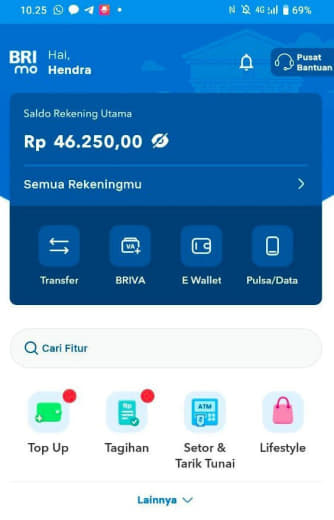 10.25
N 4G 69%
BRI
mo
Hai,
Hendra
Pusat
Bantuan
Saldo Rekening Utama
Rp 46.250,00
Semua Rekeningmu
VA
Transfer BRIVA E Wallet Pulsa/Data
Cari Fitur
Rp ATM
Top Up Tagihan Setor & Lifestyle
Tarik Tunai
Lainnya